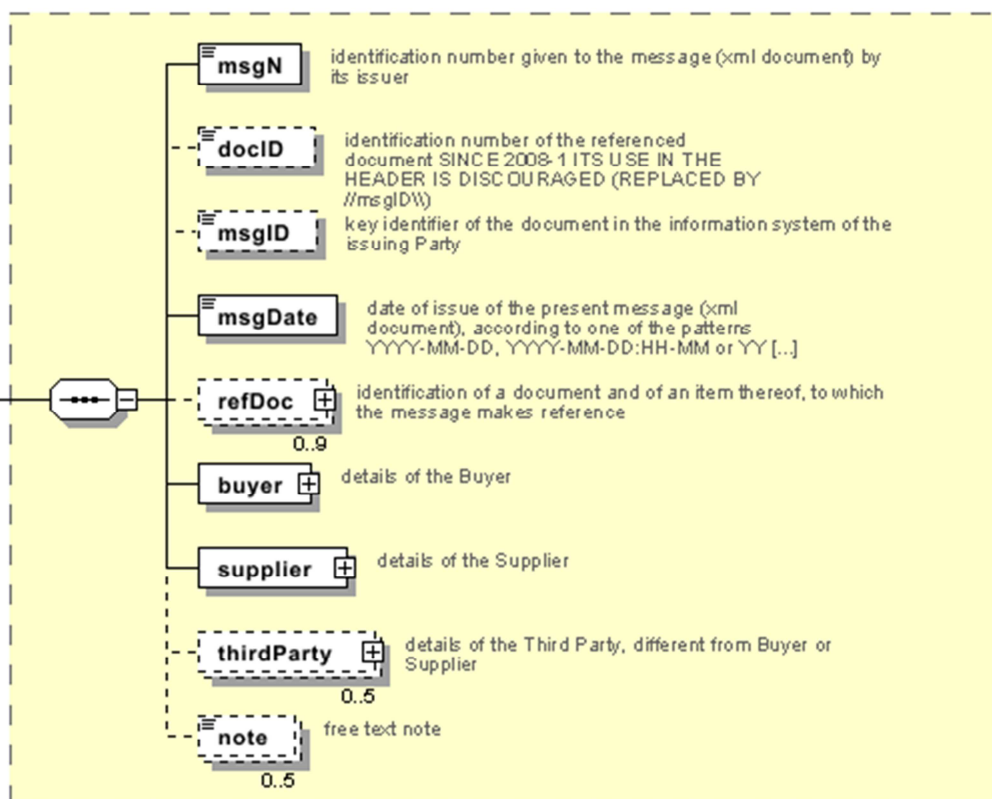 msgN
identification number given to the message (xml document) by
its issuer
docID
identification number of the referenced
document SINCE 2008-1 ITS USE IN THE
HEADER IS DISCOURAGED (REPLACED BY
//msgID\\)
msgID
key identifier of the document in the information system of the
issuing Party
msgDate
date of issue of the present message (xml
document), according to one of the patterns
YYYY-MM-DD, YYYY-MM-DD:HH-MM or YY [...]
refDoc
identification of a document and of an item thereof, to which
the message makes reference
0..9
buyer
details of the Buyer
supplier
details of the Supplier
thirdParty
details of the Third Party, different from Buyer or
Supplier
0..5
note
free text note
0..5